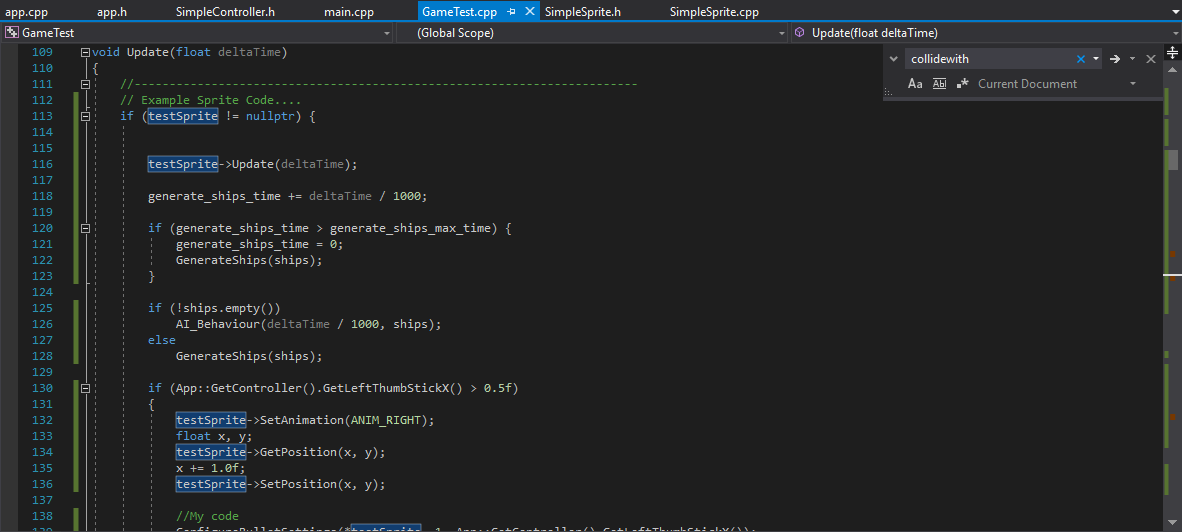 app.cpp app.h SimpleController.h main.cpp GameTest.cpp SimpleSprite.h SimpleSprite.cpp
GameTest (Global Scope) Update(float deltaTime)
collidewith
Aa Ab .* Current Document
109 void Update(float deltaTime)
110 {
111 //------------------------------------------------------------------------
112 // Example Sprite Code....
113 if (testSprite != nullptr) {
114
115
116 testSprite->Update(deltaTime);
117
118 generate_ships_time += deltaTime / 1000;
119
120 if (generate_ships_time > generate_ships_max_time) {
121 generate_ships_time = 0;
122 GenerateShips(ships);
123 }
124
125 if (!ships.empty())
126 AI_Behaviour(deltaTime / 1000, ships);
127 else
128 GenerateShips(ships);
129
130 if (App::GetController().GetLeftThumbStickX() > 0.5f)
131 {
132 testSprite->SetAnimation(ANIM_RIGHT);
133 float x, y;
134 testSprite->GetPosition(x, y);
135 x += 1.0f;
136 testSprite->SetPosition(x, y);
137
138 //My code